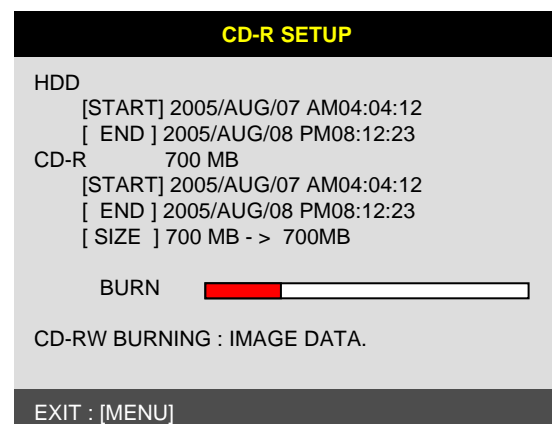 CD-R SETUP
HDD
[START] 2005/AUG/07 AM04:04:12
[ END ] 2005/AUG/08 PM08:12:23
CD-R 700 MB
[START] 2005/AUG/07 AM04:04:12
[ END ] 2005/AUG/08 PM08:12:23
[ SIZE ] 700 MB - > 700MB
BURN
CD-RW BURNING : IMAGE DATA.
EXIT : [MENU]